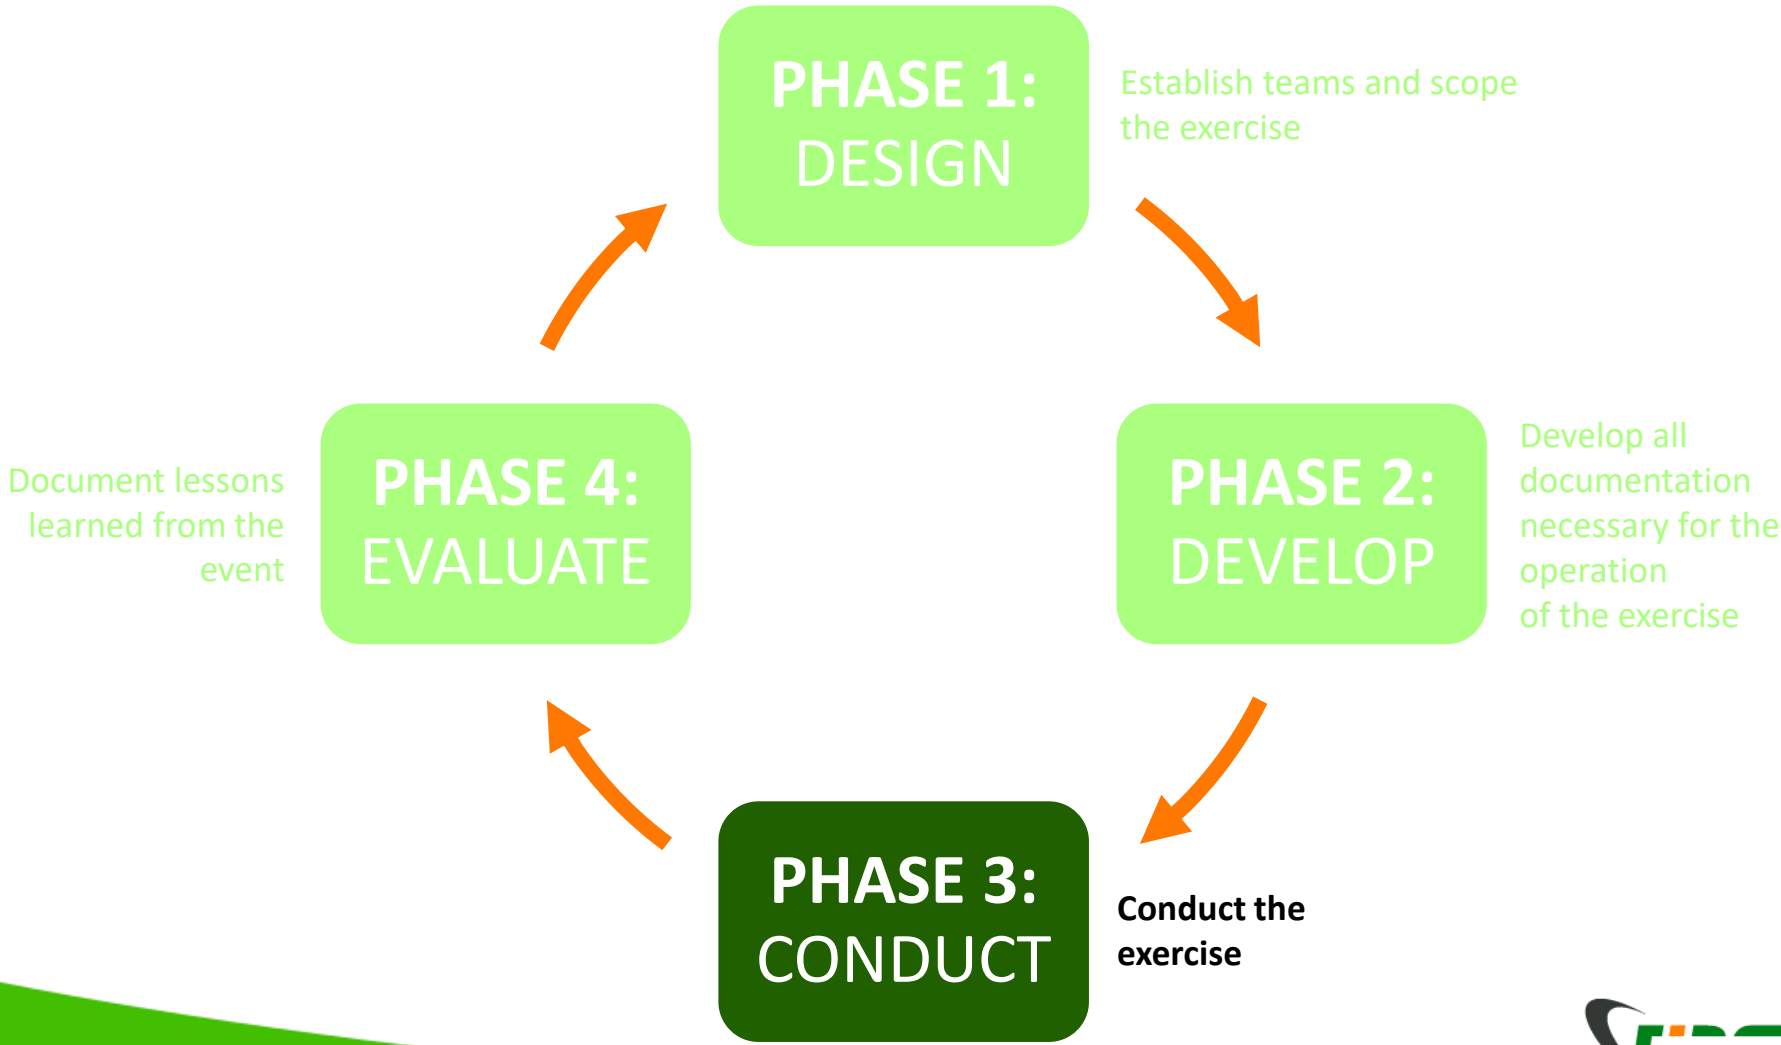 PHASE 1:
DESIGN
Establish teams and scope
the exercise
PHASE 2:
DEVELOP
Develop all
documentation
necessary for the
operation
of the exercise
PHASE 3:
CONDUCT
Conduct the
exercise
PHASE 4:
EVALUATE
Document lessons
learned from the
event